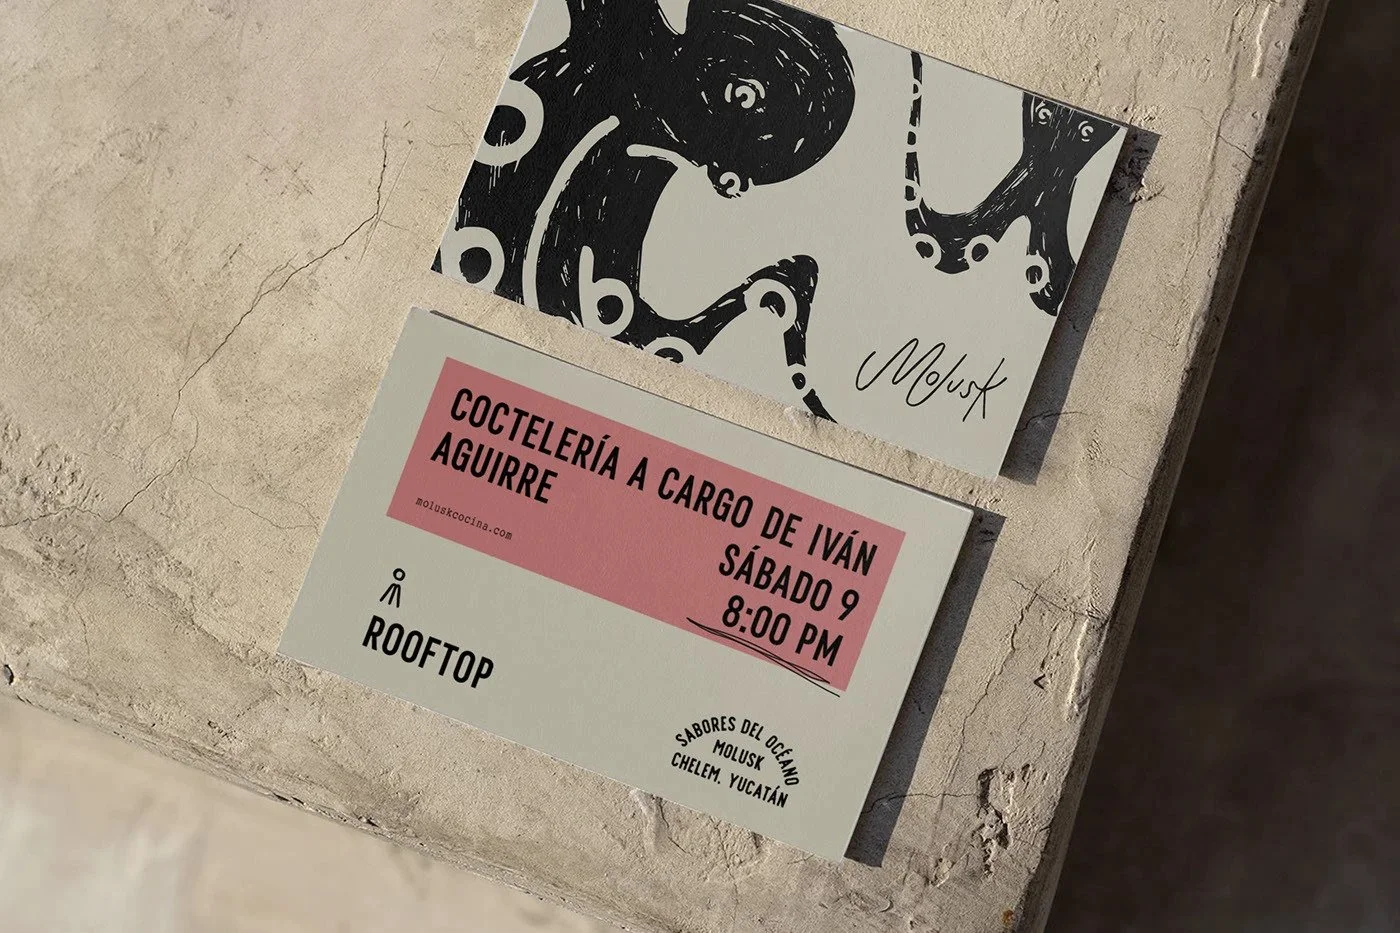 Molusk
COCTELERÍA A CARGO DE IVÁN
AGUIRRE
SÁBADO 9
8:00 PM
moluskcocina.com
ROOFTOP
SABORES DEL OCÉANO
MOLUSK
CHELEM, YUCATÁN